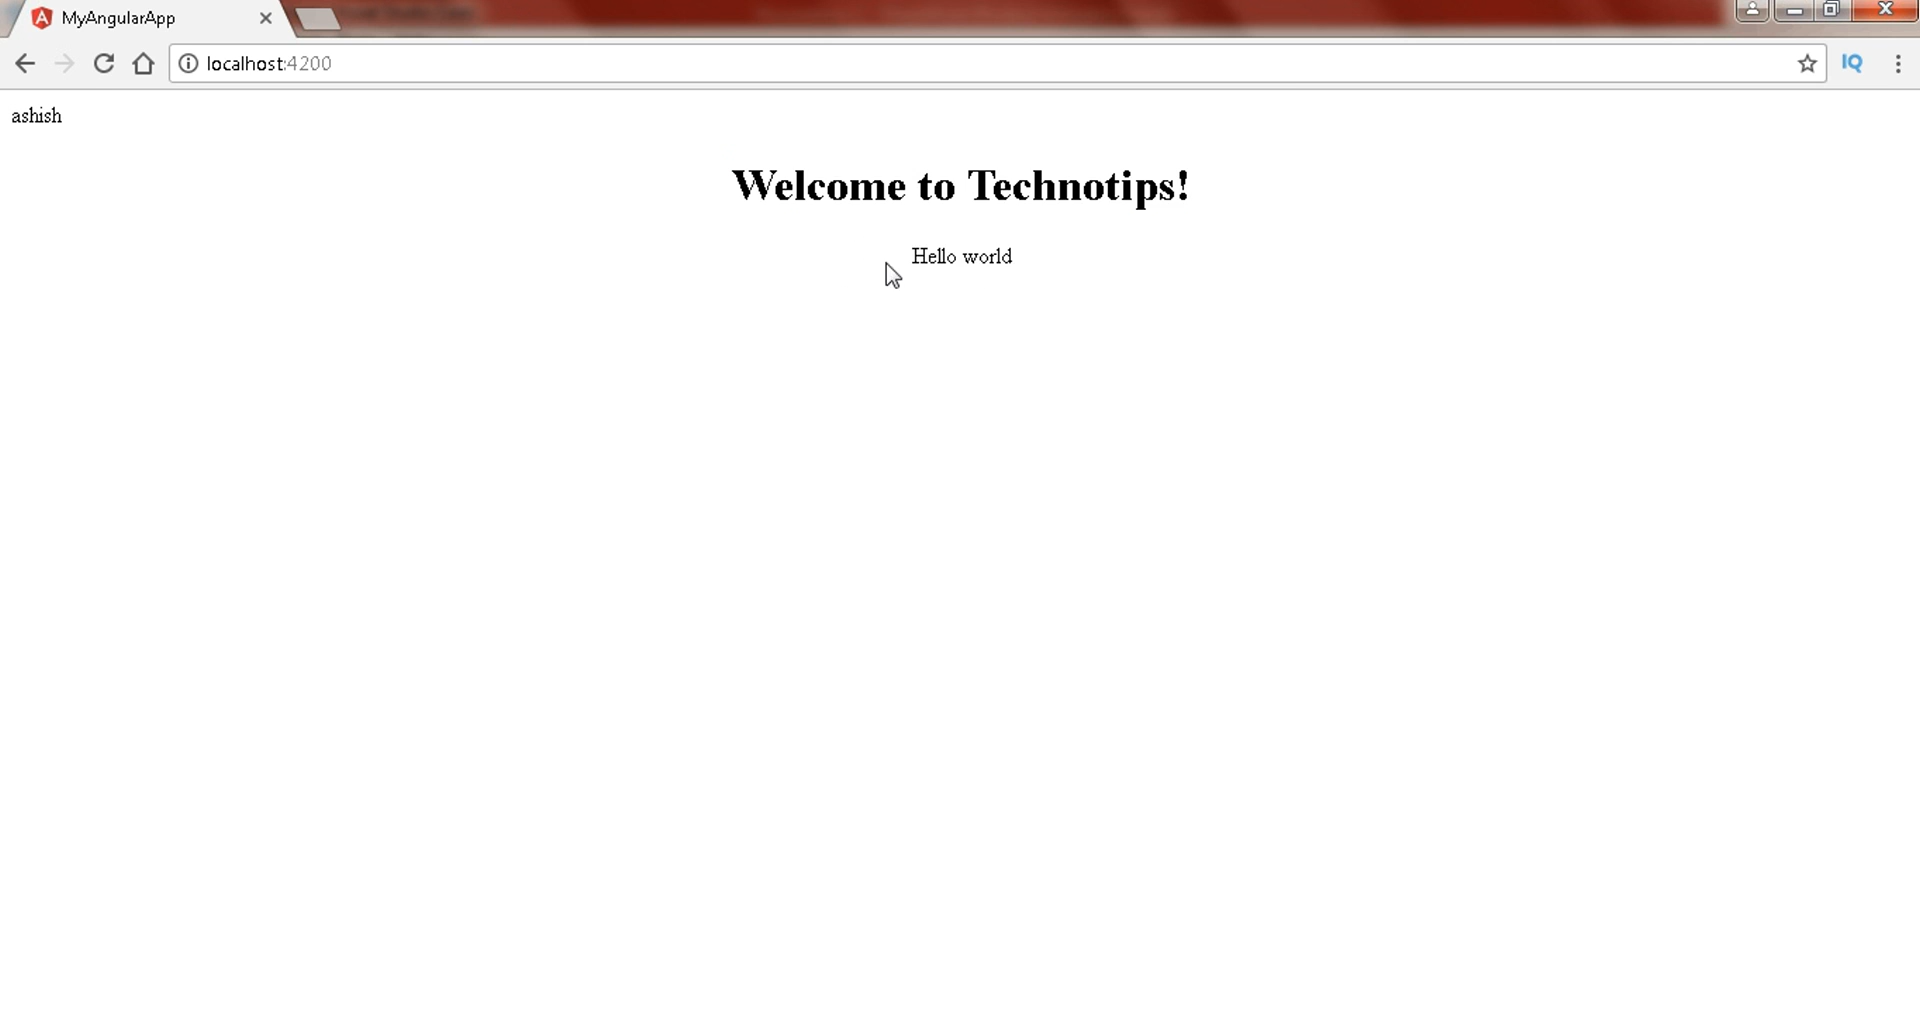 MyAngularApp
localhost:4200
IQ
ashish
Welcome to Technotips!
Hello world